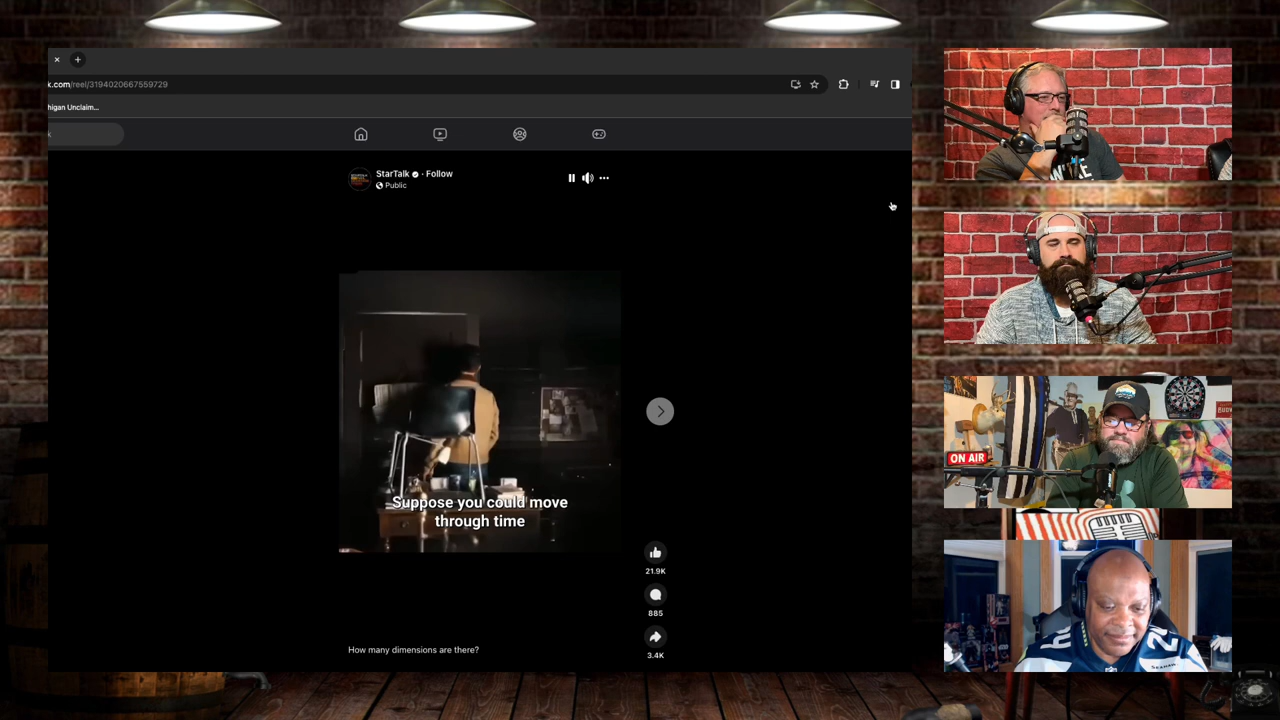 k.com/reel/3194020667559729
higan Unclaim...
k
StarTalk · Follow
Public
Suppose you could move
through time
21.9K
885
3.4K
How many dimensions are there?
ON AIR
SEAHAWKS